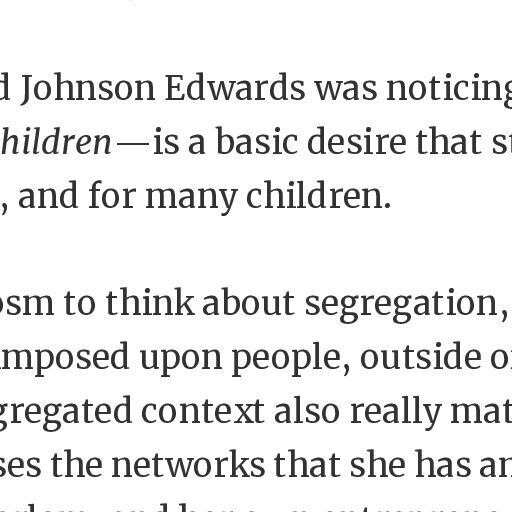 d Johnson Edwards was noticing
hildren—is a basic desire that st
, and for many children.
osm to think about segregation,
imposed upon people, outside o
gregated context also really mat
ses the networks that she has an